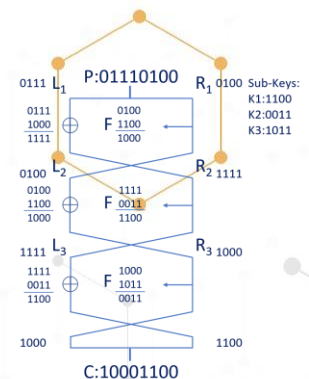 0111 L1 P:01110100 R1 0100 Sub-Keys:
K1:1100
K2:0011
K3:1011
0111 0100
1000 F 1100
1111 1000
0100 L2 R2 1111
0100 1111
1100 F 0011
1000 1100
1111 L3 R3 1000
1111 1000
0011 F 1011
1100 0011
1000 1100
C:10001100